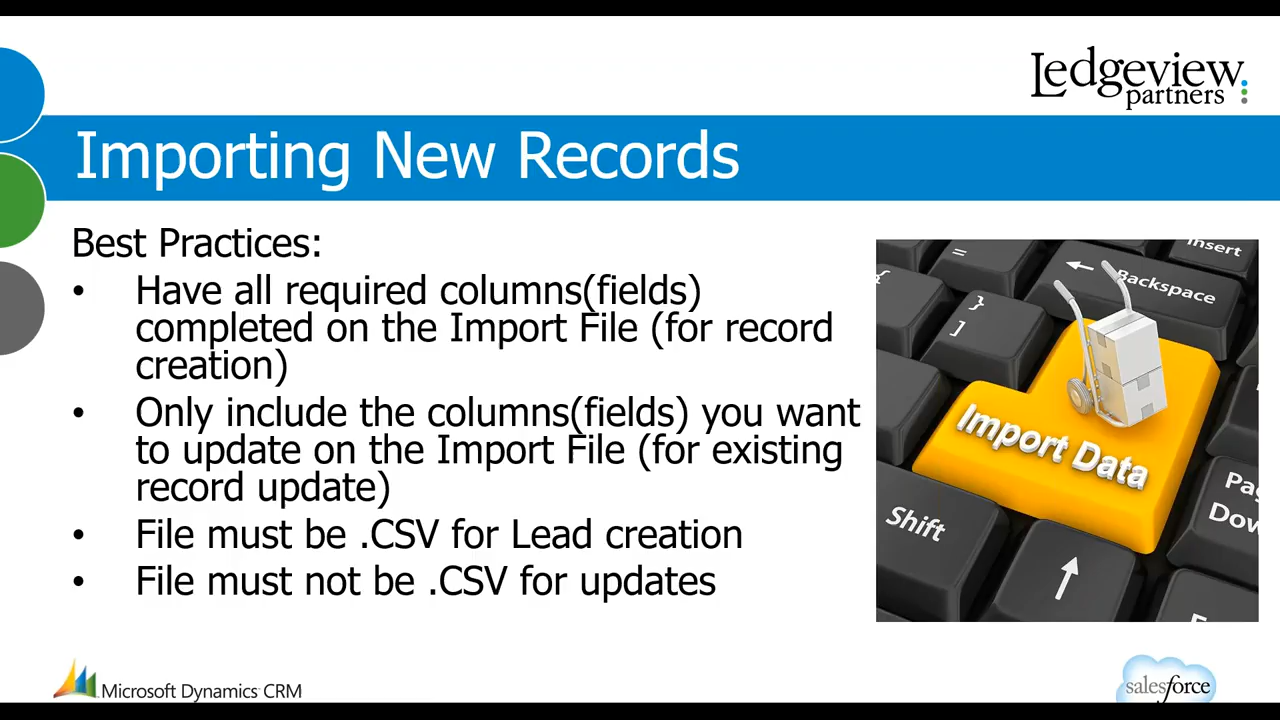 Ledgeview
partners
Importing New Records
Best Practices:
• Have all required columns(fields)
completed on the Import File (for record
creation)
• Only include the columns(fields) you want
to update on the Import File (for existing
record update)
• File must be .CSV for Lead creation
• File must not be .CSV for updates
Insert
=
Backspace
{
}
]
Import Data
Shift
Microsoft Dynamics CRM
salesforce